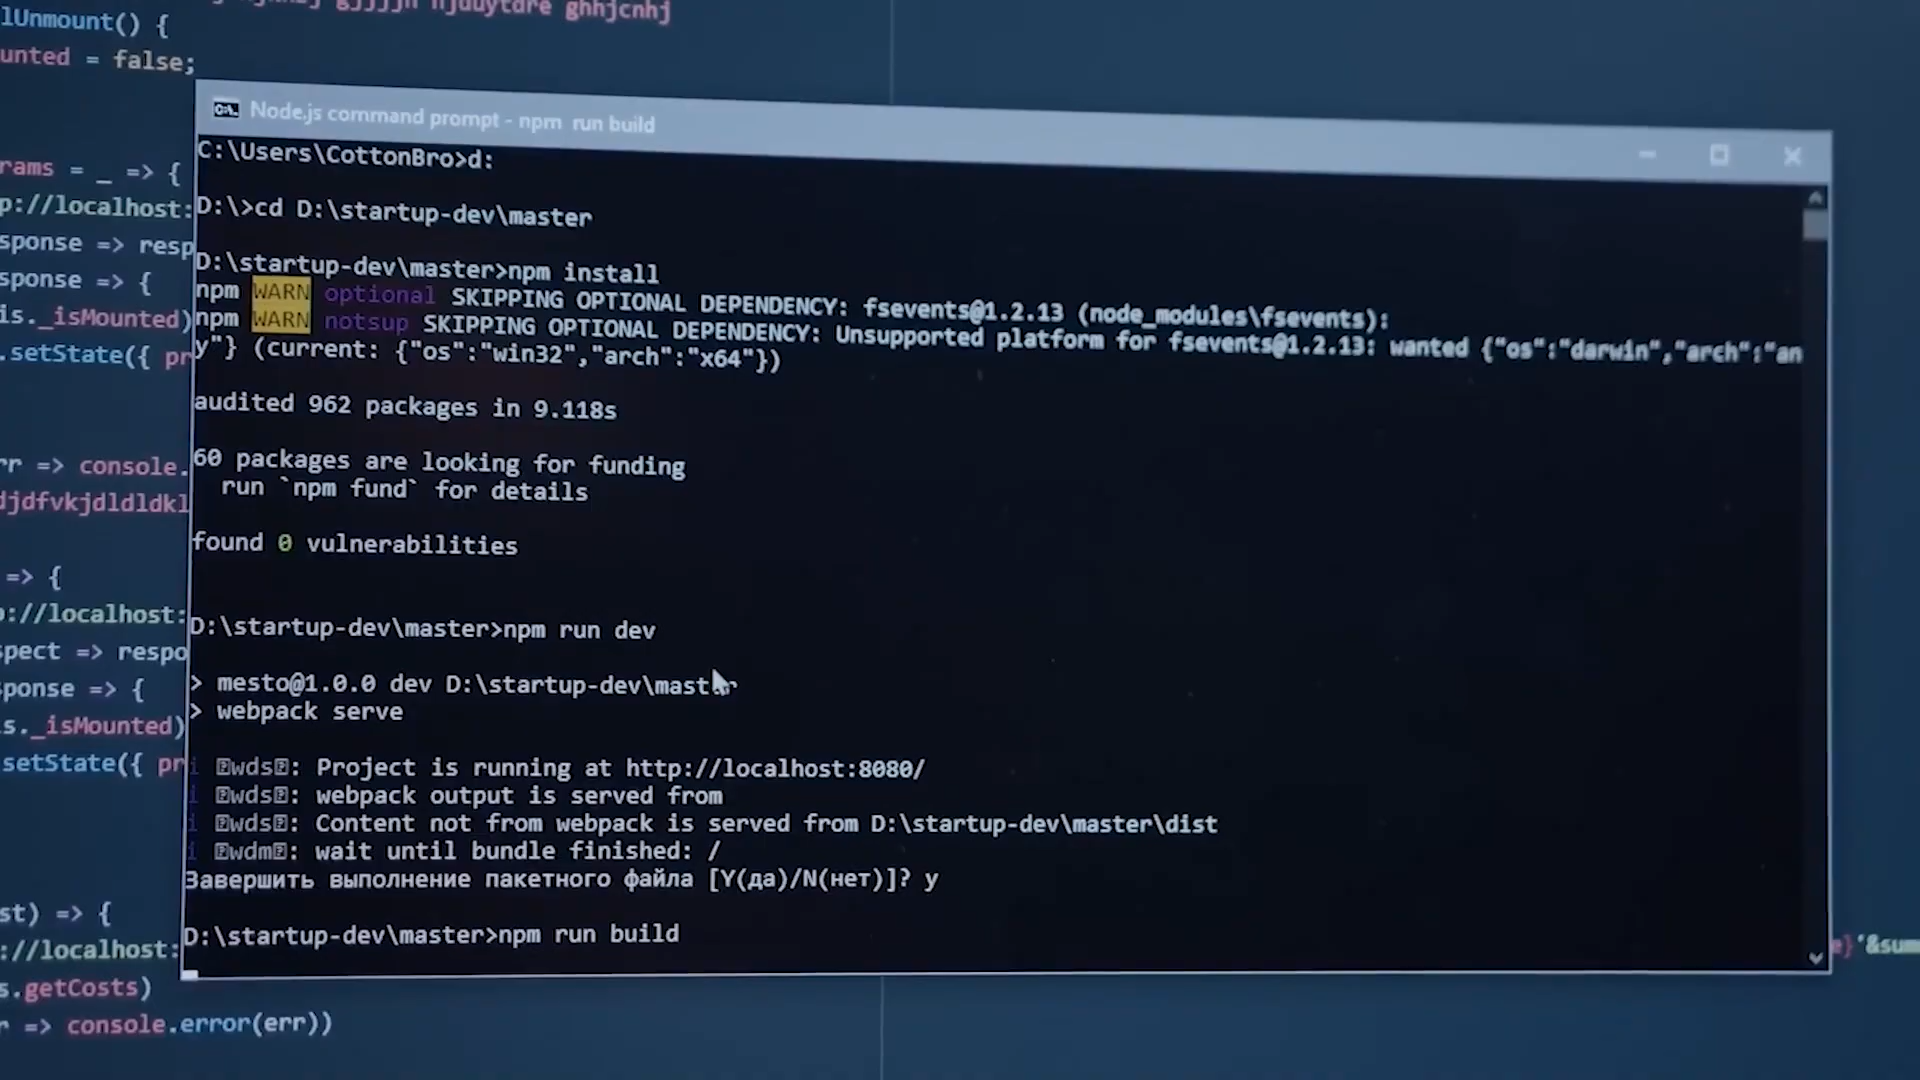 hjcnhj
lUnmount() {
unted = false;
Node.js command prompt - npm run build
C:\Users\CottonBro>d:
rams = _ => {
p://localhost:
D:\>cd D:\startup-dev\master
sponse => resp
D:\startup-dev\master>npm install
sponse => {
npm WARN optional SKIPPING OPTIONAL DEPENDENCY: fsevents@1.2.13 (node_modules\fsevents):
is._isMounted)
npm WARN notsup SKIPPING OPTIONAL DEPENDENCY: Unsupported platform for fsevents@1.2.13: wanted {"os":"darwin","arch":"an
.setState({ pr
y"} (current: {"os":"win32","arch":"x64"})
audited 962 packages in 9.118s
rr => console.
60 packages are looking for funding
run `npm fund` for details
djdfvkjdldldkl
found 0 vulnerabilities
=> {
p://localhost:
D:\startup-dev\master>npm run dev
spect => respo
sponse => {
> mesto@1.0.0 dev D:\startup-dev\master
s._isMounted)
> webpack serve
setState({ pr
i wds: Project is running at http://localhost:8080/
i wds: webpack output is served from
i wds: Content not from webpack is served from D:\startup-dev\master\dist
i wdm: wait until bundle finished: /
Завершить выполнение пакетного файла [Y(да)/N(нет)]? y
st) => {
D:\startup-dev\master>npm run build
://localhost:
e}'&sum
s.getCosts)
r => console.error(err))